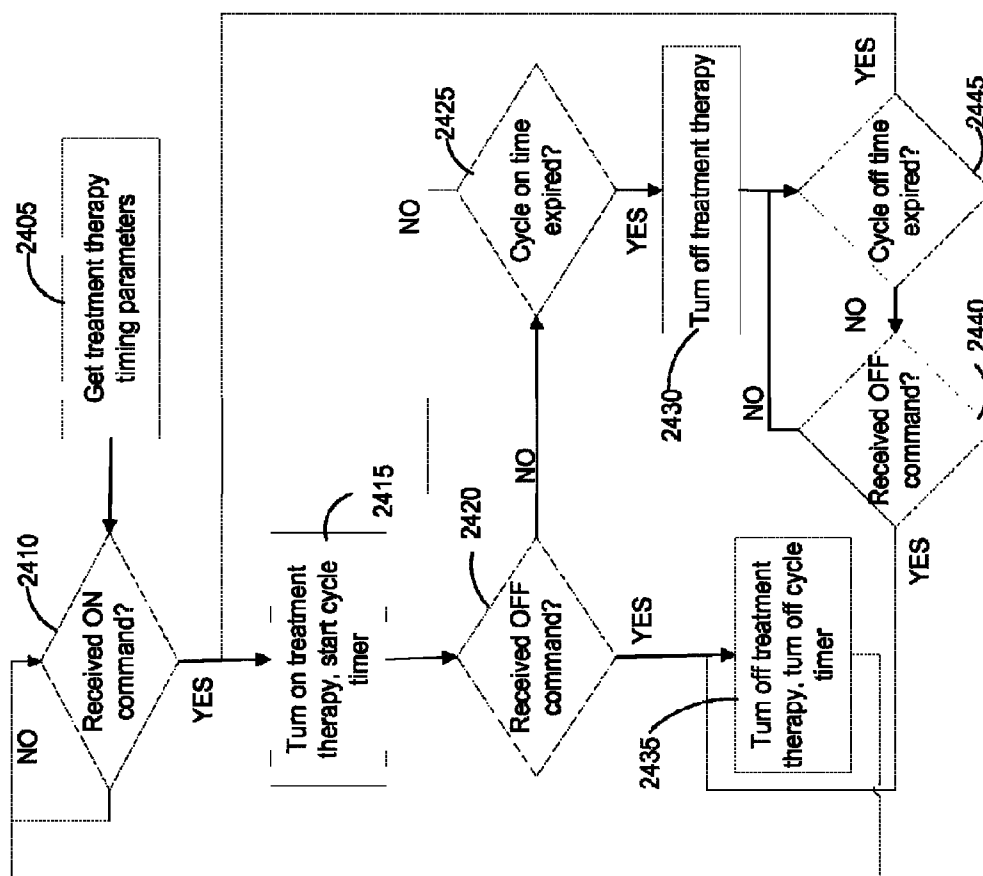 2405
Get treatment therapy
timing parameters
2410
Received ON
command?
NO
YES
2415
Turn on treatment
therapy, start cycle
timer
2420
Received OFF
command?
NO
YES
2425
Cycle on time
expired?
NO
YES
2430
Turn off treatment therapy
2435
Turn off treatment
therapy, turn off cycle
timer
2440
Received OFF
command?
NO
YES
2445
Cycle off time
expired?
NO
YES